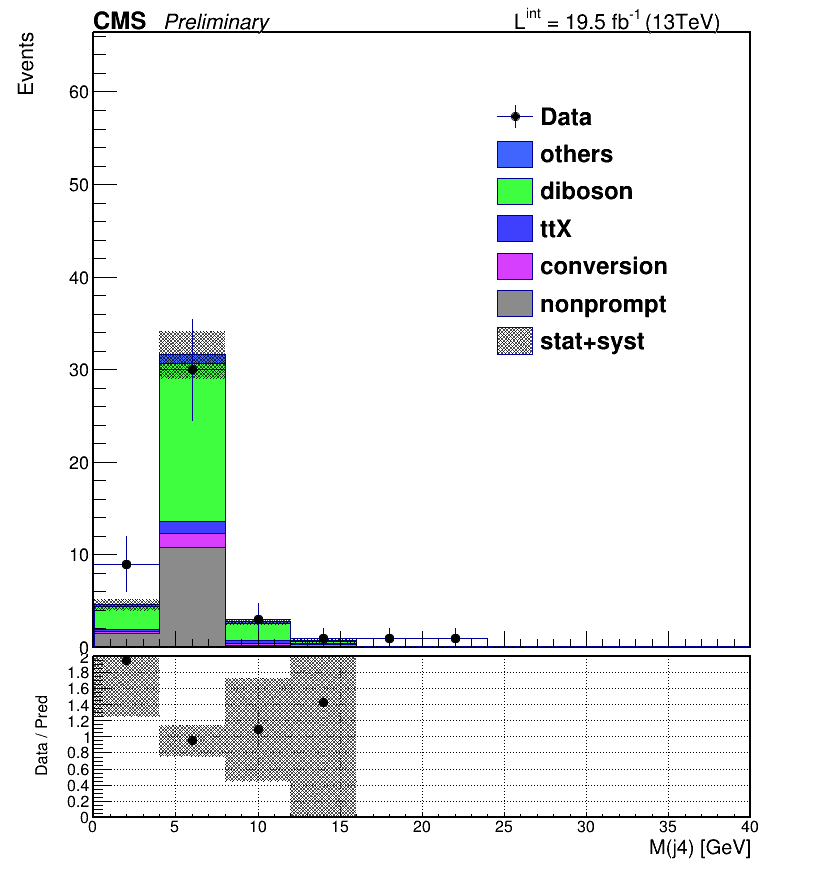 CMS Preliminary L^int = 19.5 fb^-1 (13TeV)
Events
60
50
40
30
20
10
0
Data
others
diboson
ttX
conversion
nonprompt
stat+syst
Data / Pred
2
1.8
1.6
1.4
1.2
1
0.8
0.6
0.4
0.2
0
0 5 10 15 20 25 30 35 40
M(j4) [GeV]